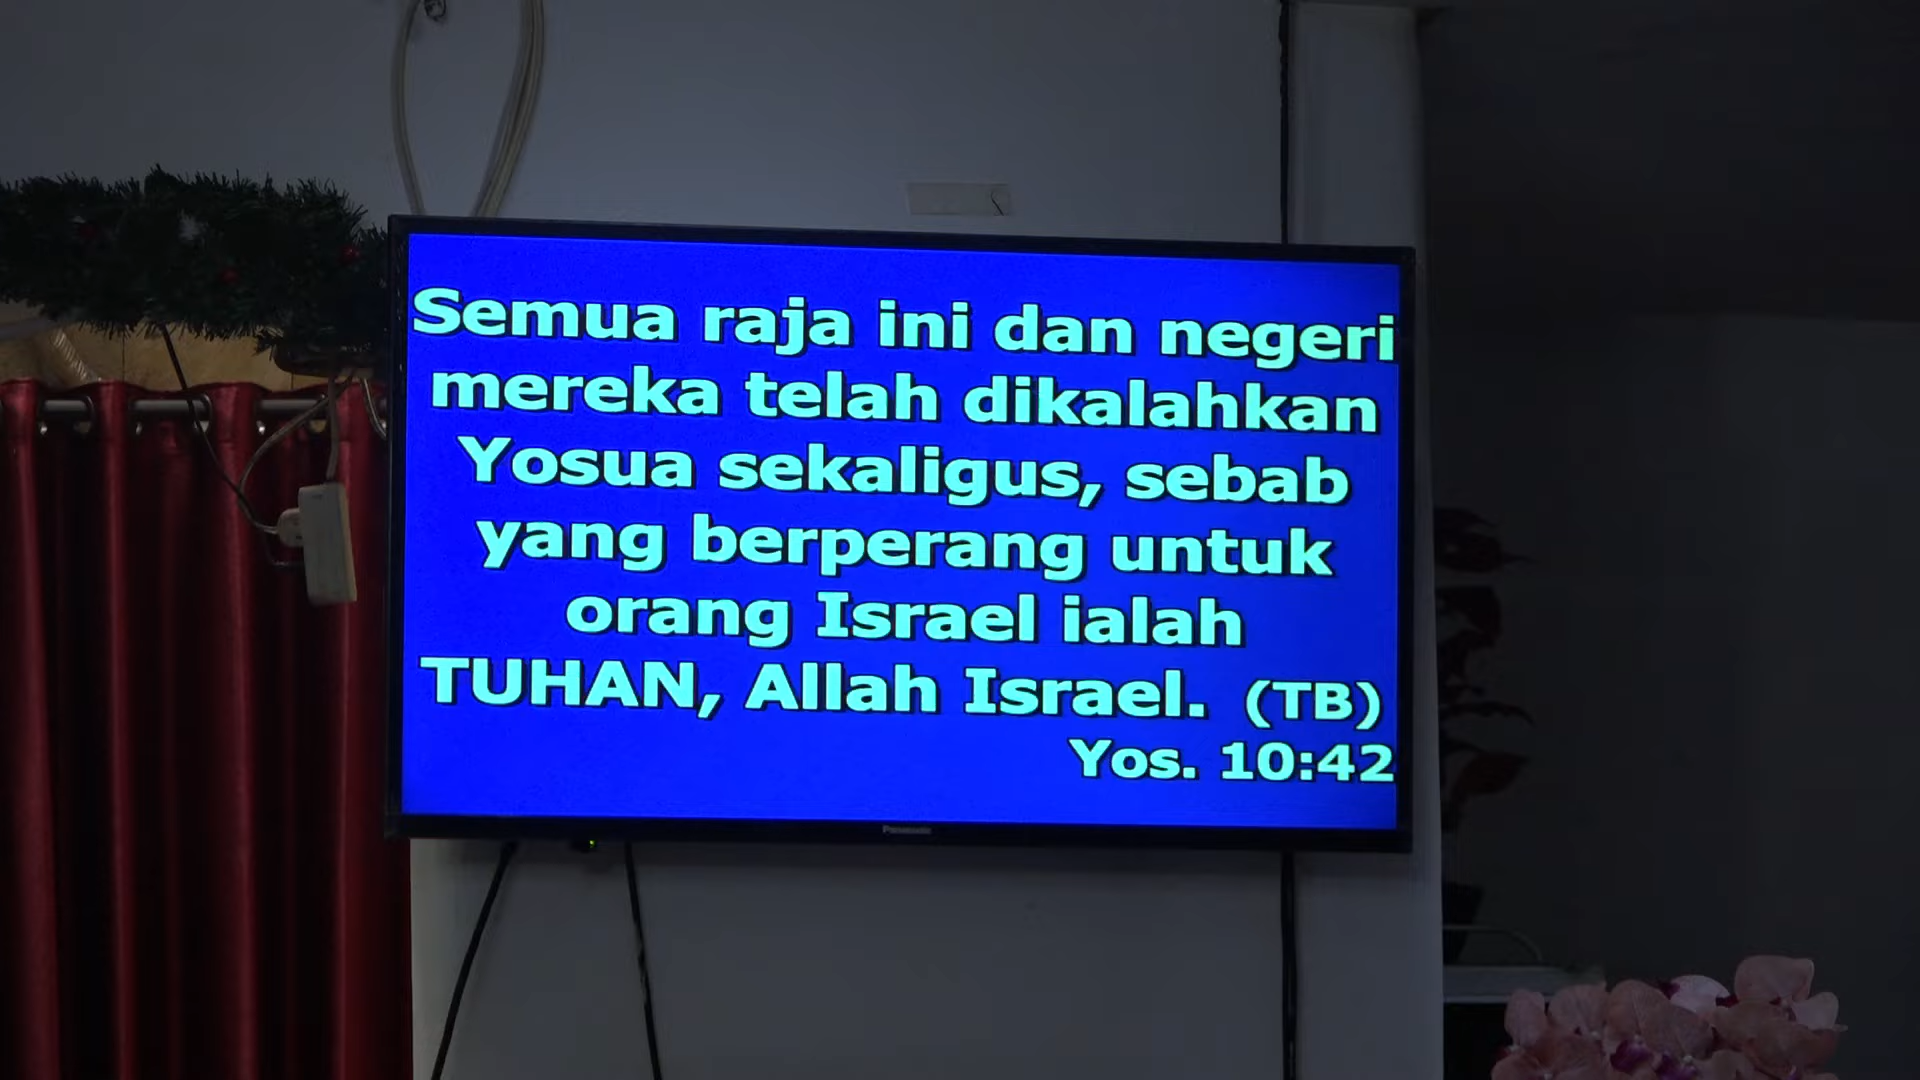 Semua raja ini dan negeri
mereka telah dikalahkan
Yosua sekaligus, sebab
yang berperang untuk
orang Israel ialah
TUHAN, Allah Israel. (TB)
Yos. 10:42
Panasonic